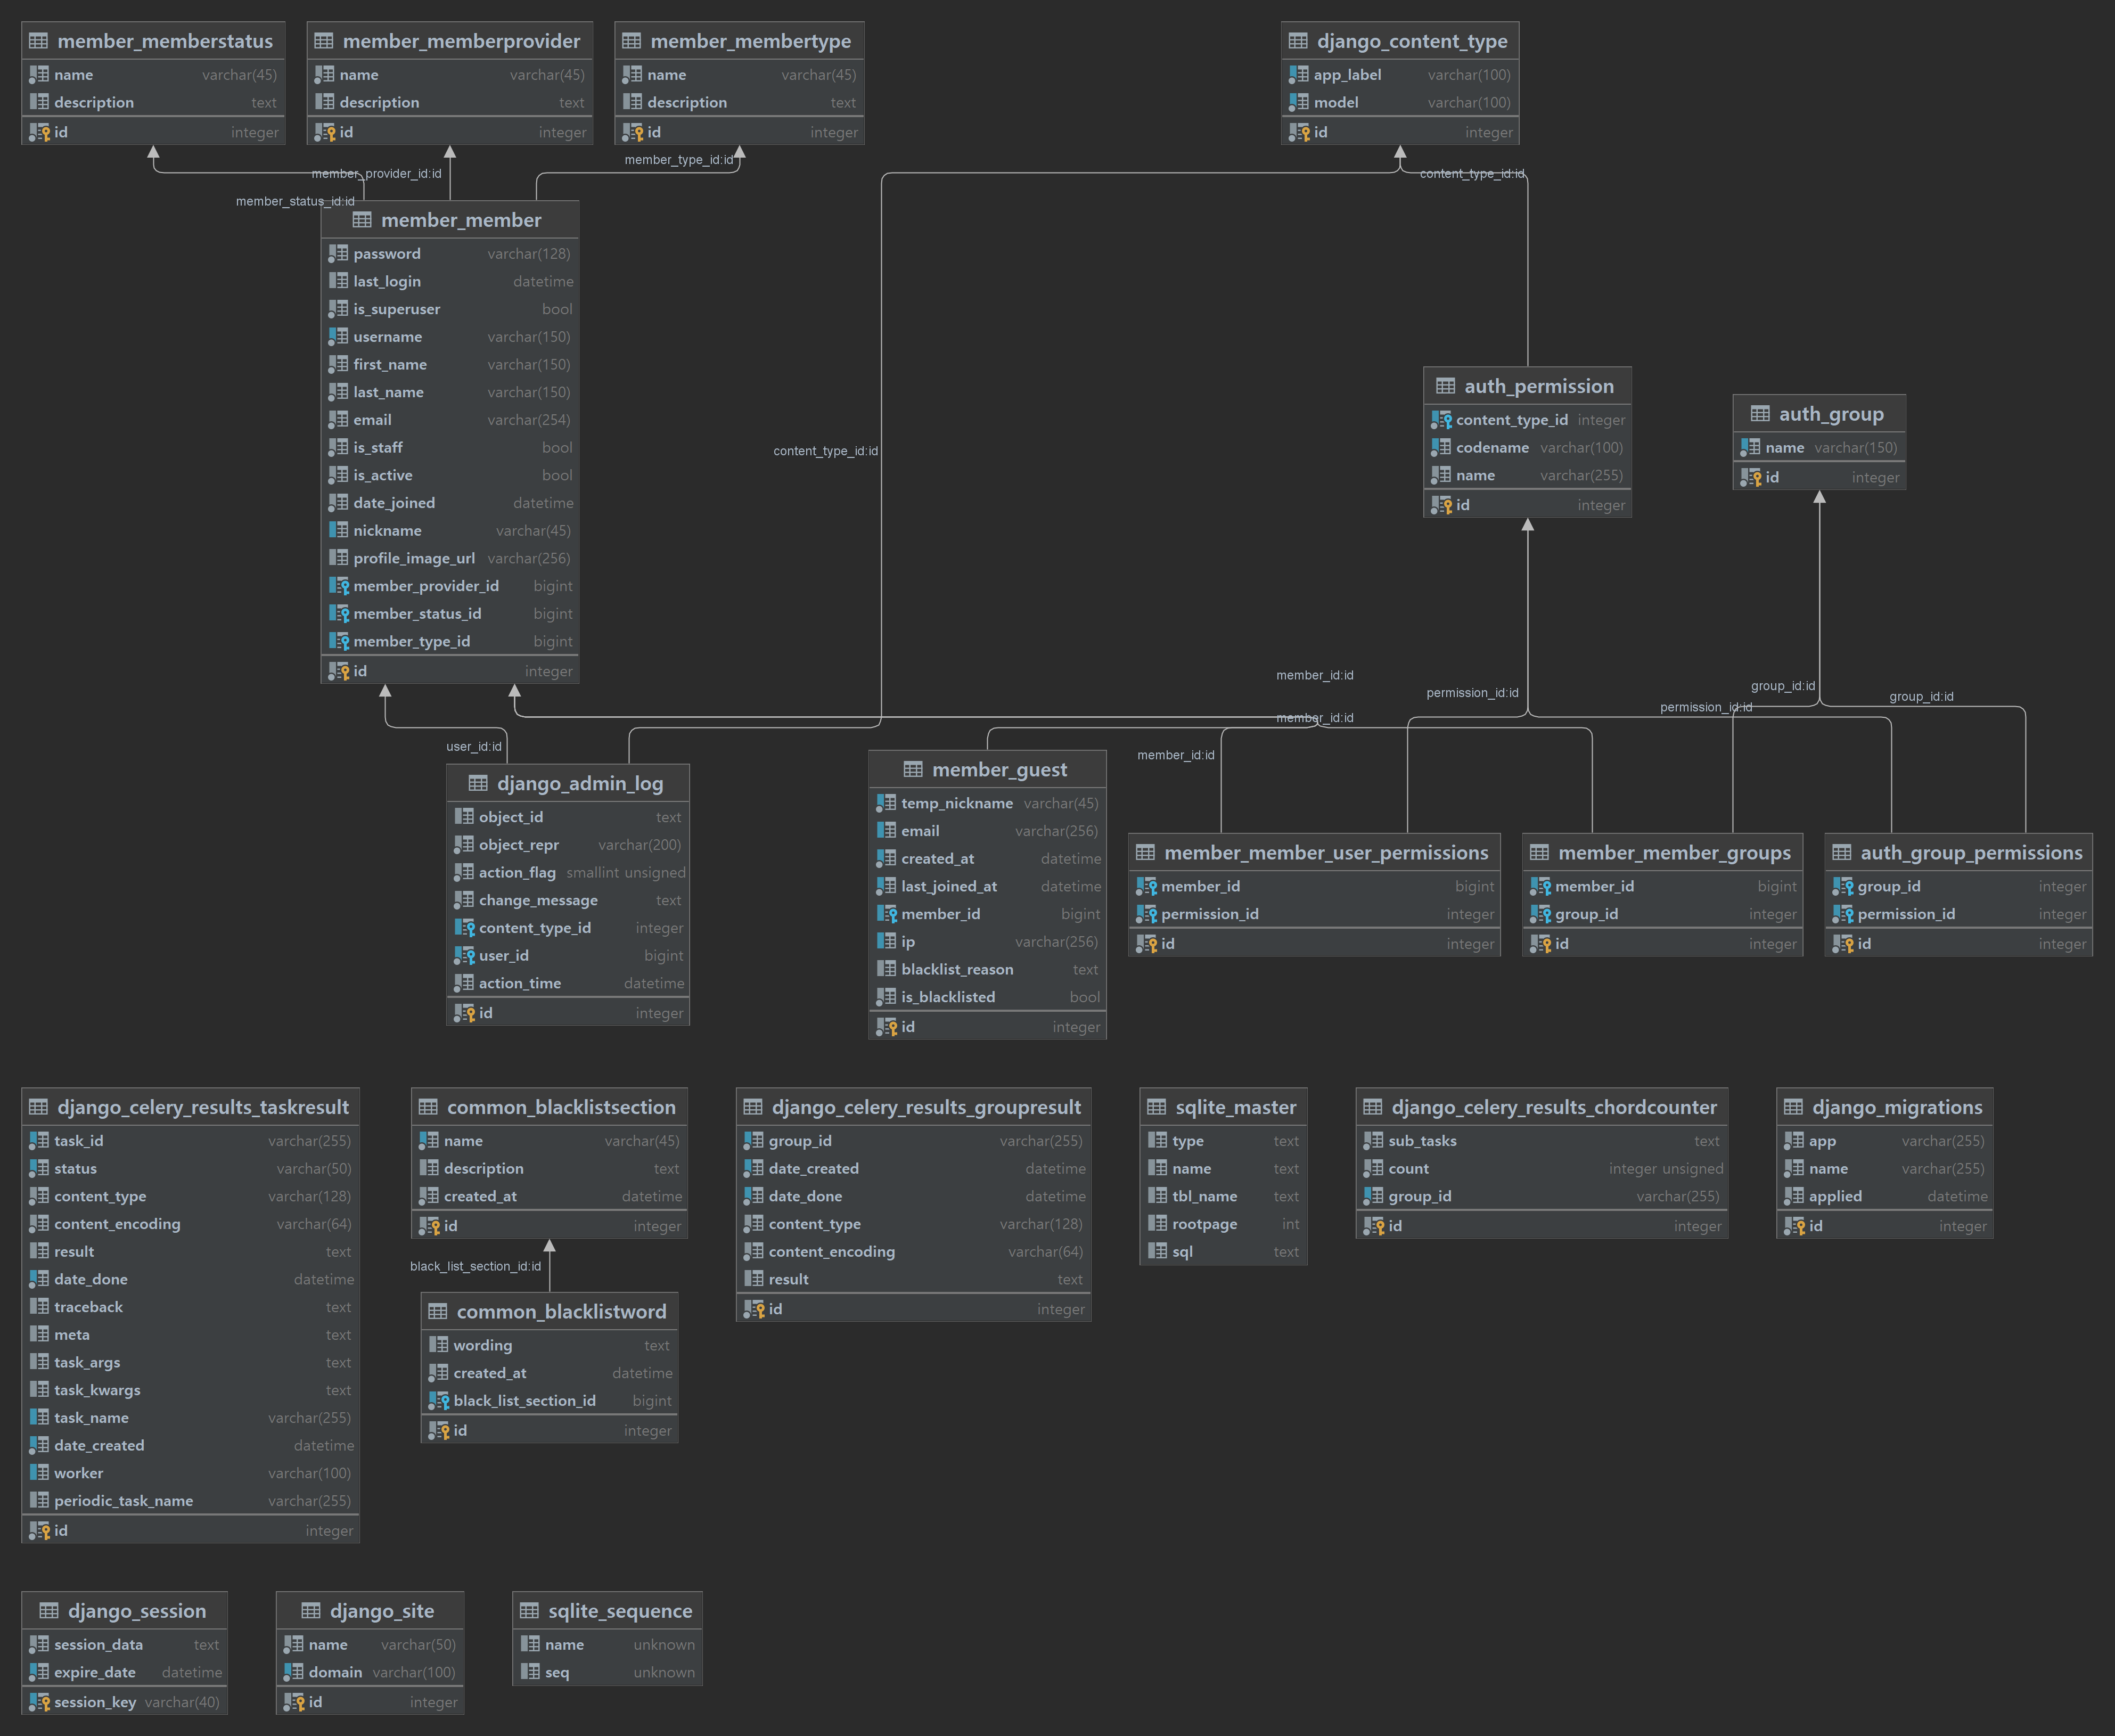 member_memberstatus
name varchar(45)
description text
id integer
member_memberprovider
name varchar(45)
description text
id integer
member_membertype
name varchar(45)
description text
id integer
django_content_type
app_label varchar(100)
model varchar(100)
id integer
member_type_id:id
member_provider_id:id
content_type_id:id
member_status_id:id
member_member
password varchar(128)
last_login datetime
is_superuser bool
username varchar(150)
first_name varchar(150)
last_name varchar(150)
email varchar(254)
is_staff bool
is_active bool
date_joined datetime
nickname varchar(45)
profile_image_url varchar(256)
member_provider_id bigint
member_status_id bigint
member_type_id bigint
id integer
content_type_id:id
auth_permission
content_type_id integer
codename varchar(100)
name varchar(255)
id integer
auth_group
name varchar(150)
id integer
member_id:id
permission_id:id
group_id:id
group_id:id
permission_id:id
member_id:id
user_id:id
member_id:id
django_admin_log
object_id text
object_repr varchar(200)
action_flag smallint unsigned
change_message text
content_type_id integer
user_id bigint
action_time datetime
id integer
member_guest
temp_nickname varchar(45)
email varchar(256)
created_at datetime
last_joined_at datetime
member_id bigint
ip varchar(256)
blacklist_reason text
is_blacklisted bool
id integer
member_member_user_permissions
member_id bigint
permission_id integer
id integer
member_member_groups
member_id bigint
group_id integer
id integer
auth_group_permissions
group_id integer
permission_id integer
id integer
django_celery_results_taskresult
task_id varchar(255)
status varchar(50)
content_type varchar(128)
content_encoding varchar(64)
result text
date_done datetime
traceback text
meta text
task_args text
task_kwargs text
task_name varchar(255)
date_created datetime
worker varchar(100)
periodic_task_name varchar(255)
id integer
common_blacklistsection
name varchar(45)
description text
created_at datetime
id integer
black_list_section_id:id
common_blacklistword
wording text
created_at datetime
black_list_section_id bigint
id integer
django_celery_results_groupresult
group_id varchar(255)
date_created datetime
date_done datetime
content_type varchar(128)
content_encoding varchar(64)
result text
id integer
sqlite_master
type text
name text
tbl_name text
rootpage int
sql text
django_celery_results_chordcounter
sub_tasks text
count integer unsigned
group_id varchar(255)
id integer
django_migrations
app varchar(255)
name varchar(255)
applied datetime
id integer
django_session
session_data text
expire_date datetime
session_key varchar(40)
django_site
name varchar(50)
domain varchar(100)
id integer
sqlite_sequence
name unknown
seq unknown